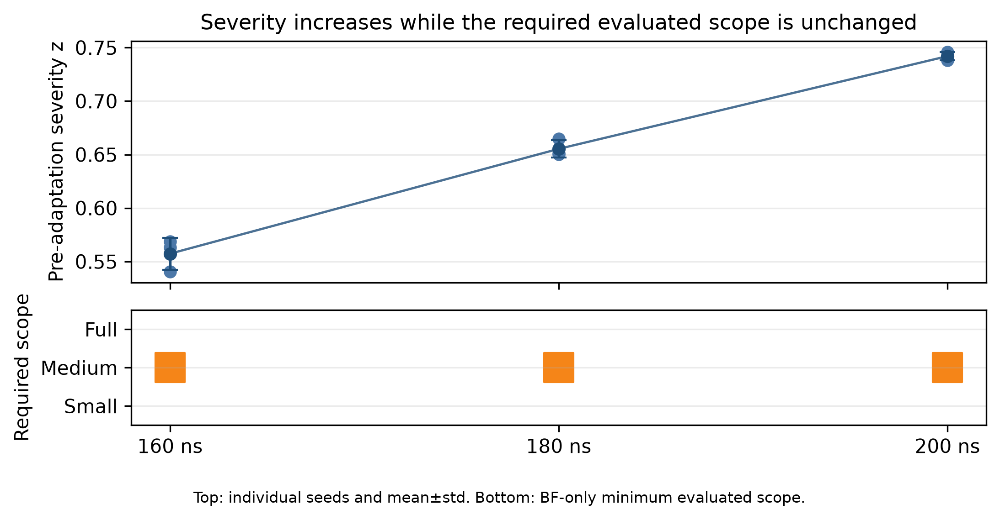 Severity increases while the required evaluated scope is unchanged
Pre-adaptation severity z
0.75
0.70
0.65
0.60
0.55
Required scope
Full
Medium
Small
160 ns
180 ns
200 ns
Top: individual seeds and mean±std. Bottom: BF-only minimum evaluated scope.